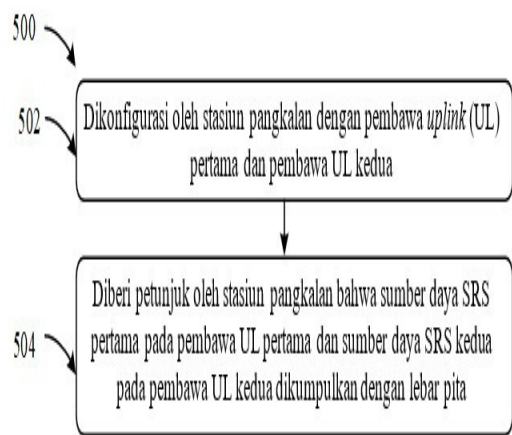 500
502
Dikonfigurasi oleh stasiun pangkalan dengan pembawa uplink (UL)
pertama dan pembawa UL kedua
504
Diberi petunjuk oleh stasiun pangkalan bahwa sumber daya SRS
pertama pada pembawa UL pertama dan sumber daya SRS kedua
pada pembawa UL kedua dikumpulkan dengan lebar pita